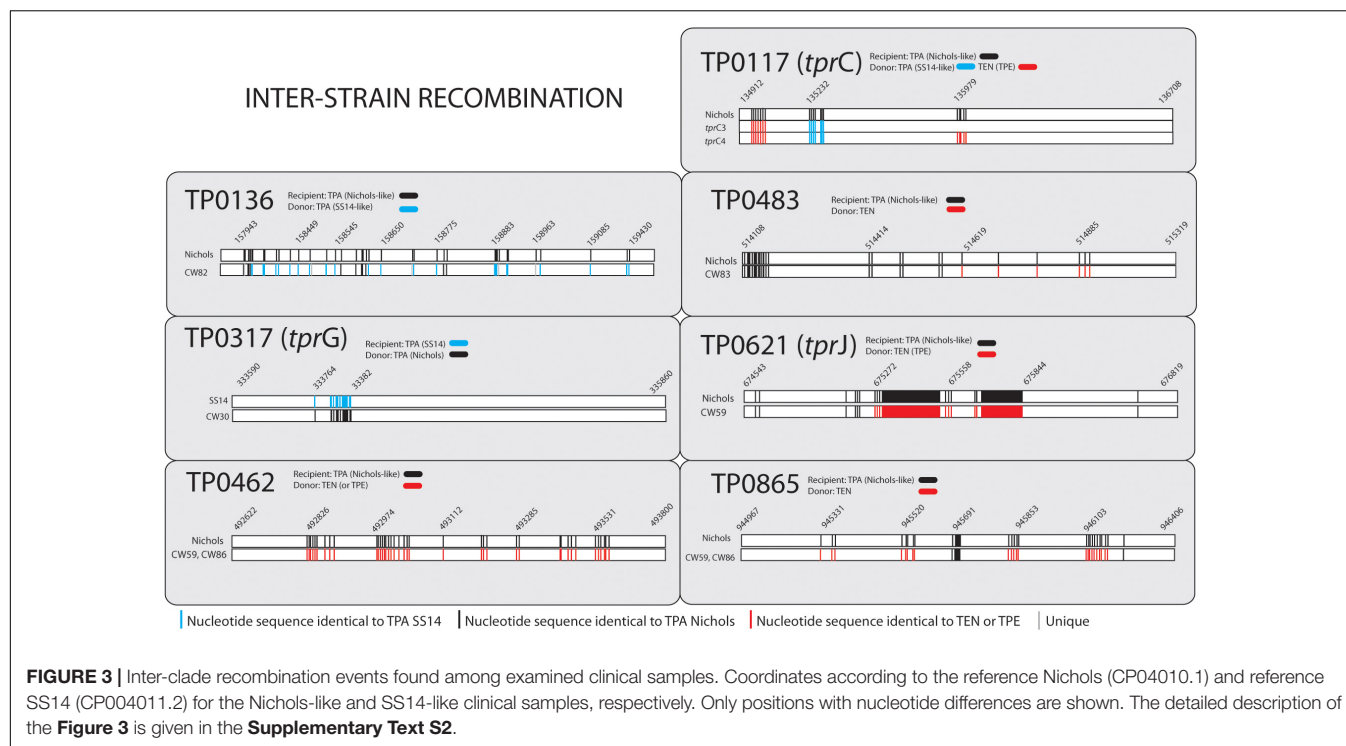 INTER-STRAIN RECOMBINATION
TP0117 (tprC)
Recipient: TPA (Nichols-like)
Donor: TPA (SS14-like) TEN (TPE)
134912 135232 135979 136708
Nichols
tprC3
tprC4
TP0136
Recipient: TPA (Nichols-like)
Donor: TPA (SS14-like)
157943 158449 158545 158650 158775 158883 158963 159085 159430
Nichols
CW82
TP0483
Recipient: TPA (Nichols-like)
Donor: TEN
514108 514414 514619 514885 515319
Nichols
CW83
TP0317 (tprG)
Recipient: TPA (SS14)
Donor: TPA (Nichols)
333590 333764 33382 335860
SS14
CW30
TP0621 (tprJ)
Recipient: TPA (Nichols-like)
Donor: TEN (TPE)
674543 675272 675558 675844 676819
Nichols
CW59
TP0462
Recipient: TPA (Nichols-like)
Donor: TEN (or TPE)
492622 492826 492974 493112 493285 493531 493800
Nichols
CW59, CW86
TP0865
Recipient: TPA (Nichols-like)
Donor: TEN
944967 945331 945520 945691 945853 946103 946406
Nichols
CW59, CW86
Nucleotide sequence identical to TPA SS14 Nucleotide sequence identical to TPA Nichols Nucleotide sequence identical to TEN or TPE Unique
FIGURE 3 | Inter-clade recombination events found among examined clinical samples. Coordinates according to the reference Nichols (CP04010.1) and reference
SS14 (CP004011.2) for the Nichols-like and SS14-like clinical samples, respectively. Only positions with nucleotide differences are shown. The detailed description of
the Figure 3 is given in the Supplementary Text S2.